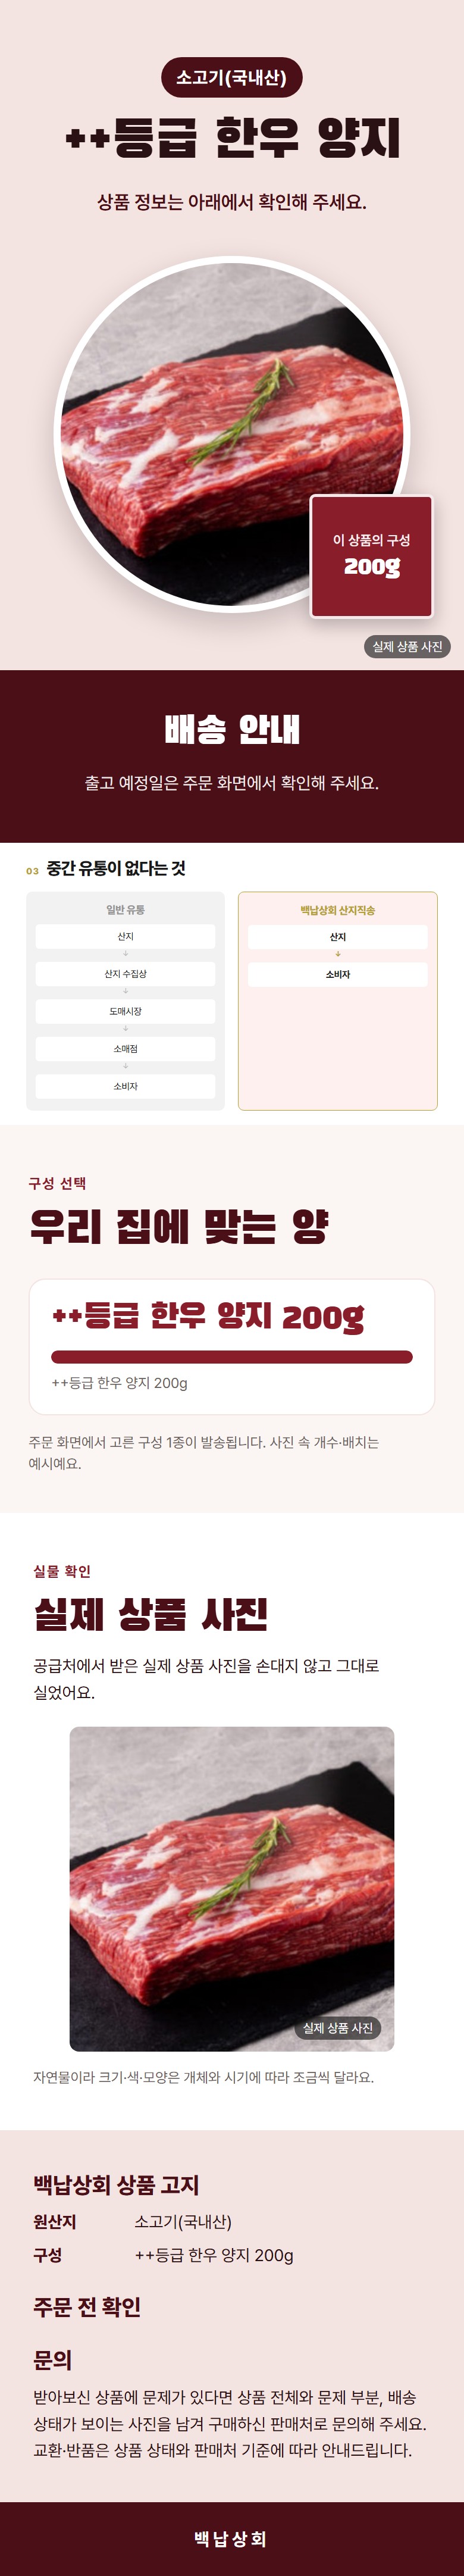 소고기(국내산)
++등급 한우 양지
상품 정보는 아래에서 확인해 주세요.
이 상품의 구성
200g
실제 상품 사진
배송 안내
출고 예정일은 주문 화면에서 확인해 주세요.
03 중간 유통이 없다는 것
일반 유통
산지
↓
산지 수집상
↓
도매시장
↓
소매점
↓
소비자
백납상회 산지직송
산지
↓
소비자
구성 선택
우리 집에 맞는 양
++등급 한우 양지 200g
++등급 한우 양지 200g
주문 화면에서 고른 구성 1종이 발송됩니다. 사진 속 개수·배치는
예시예요.
실물 확인
실제 상품 사진
공급처에서 받은 실제 상품 사진을 손대지 않고 그대로
실었어요.
실제 상품 사진
자연물이라 크기·색·모양은 개체와 시기에 따라 조금씩 달라요.
백납상회 상품 고지
원산지 소고기(국내산)
구성 ++등급 한우 양지 200g
주문 전 확인
문의
받아보신 상품에 문제가 있다면 상품 전체와 문제 부분, 배송
상태가 보이는 사진을 남겨 구매하신 판매처로 문의해 주세요.
교환·반품은 상품 상태와 판매처 기준에 따라 안내드립니다.
백납상회